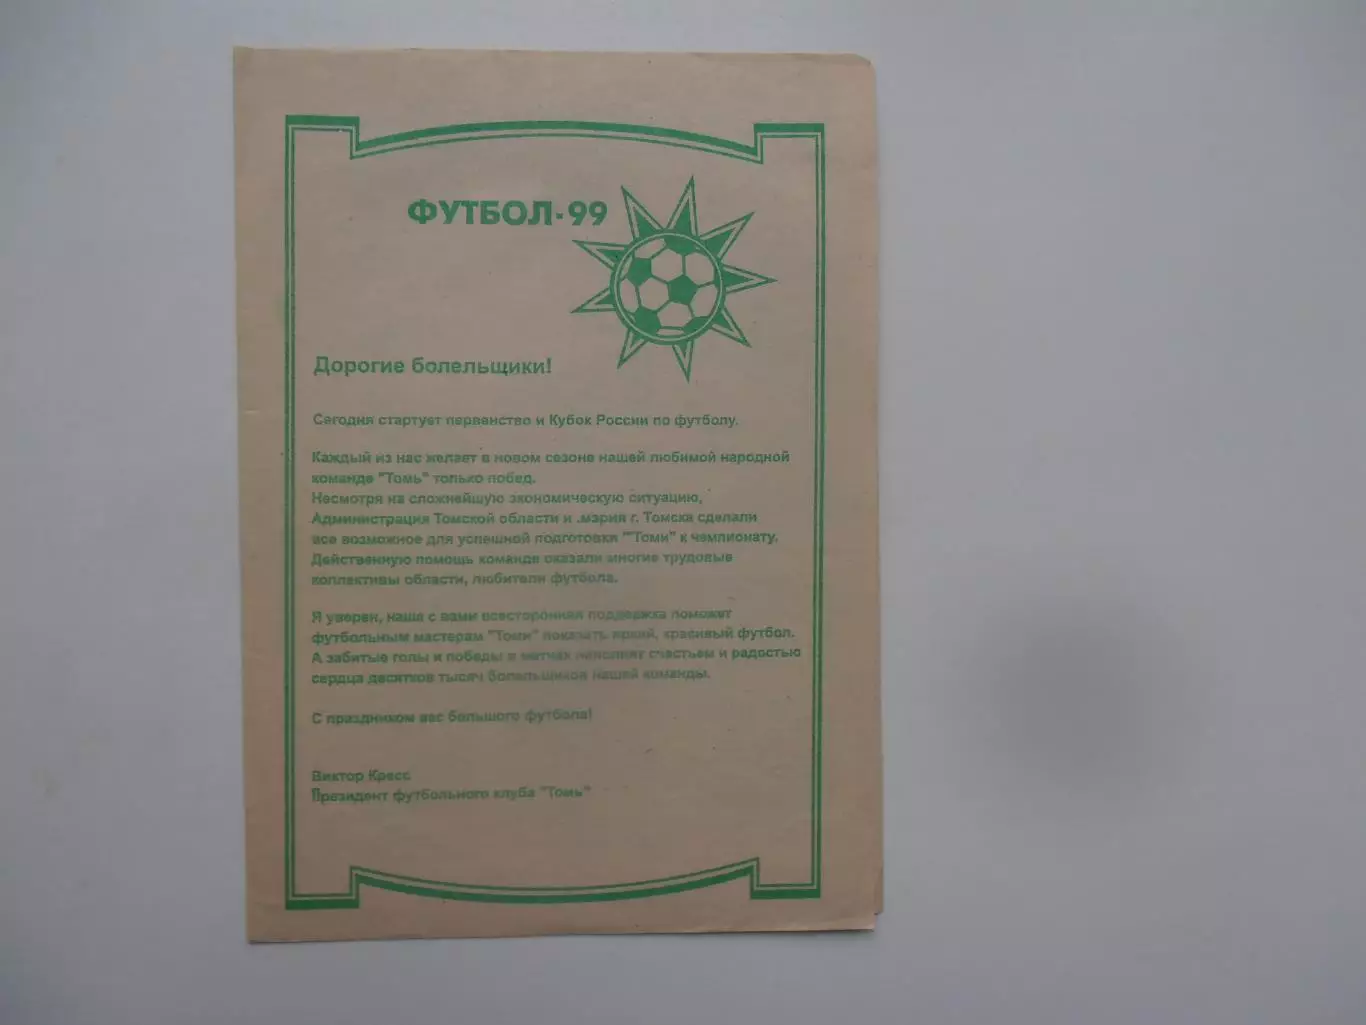 ФУТБОЛ·99
Дорогие болельщики!
Сегодня стартует первенство и Кубок России по футболу.
Каждый из нас желает в новом сезоне нашей любимой народной
команде "Томь" только побед.
Несмотря на сложнейшую экономическую ситуацию,
Администрация Томской области и .мэрия г. Томска сделали
все возможное для успешной подготовки "Томи" к чемпионату.
Действенную помощь команде оказали многие трудовые
коллективы области, любители футбола.
Я уверен, наша с вами всесторонняя поддержка поможет
футбольным мастерам "Томи" показать яркий, красивый футбол.
А забитые голы и победы в матчах наполнят счастьем и радостью
сердца десятков тысяч болельщиков нашей команды.
С праздником вас большого футбола!
Виктор Кресс
Президент футбольного клуба "Томь"